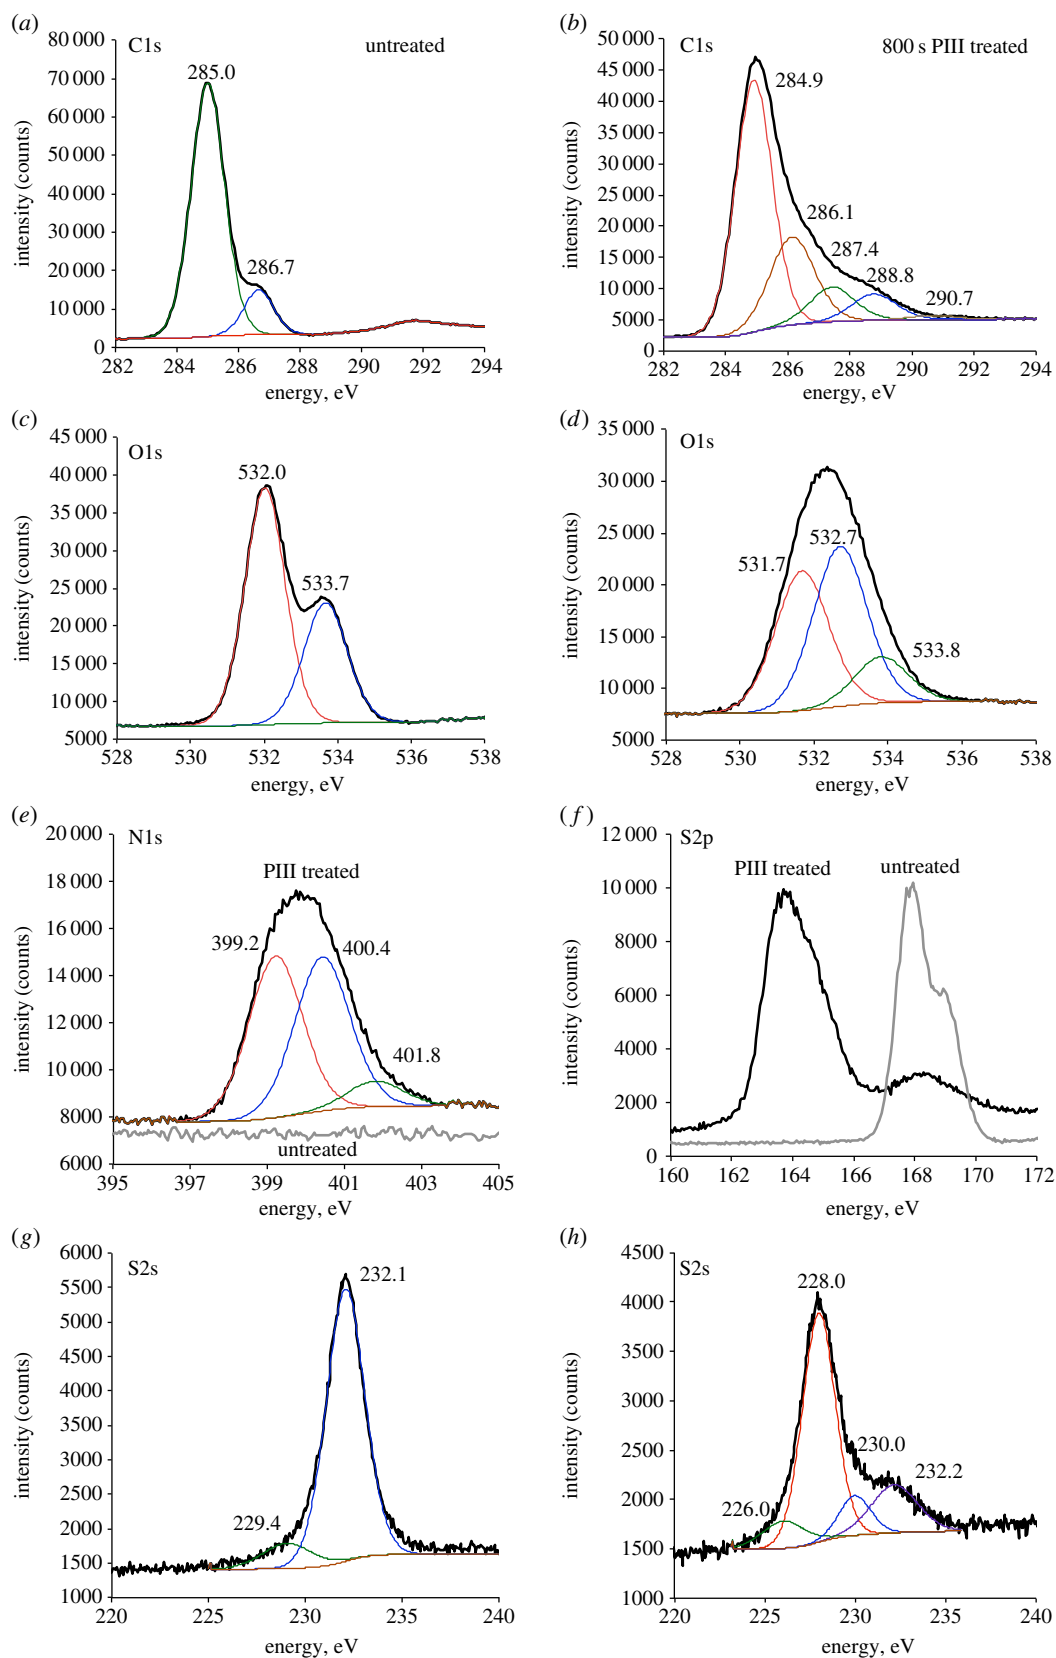 (a)
C1s
untreated
80 000
70 000
60 000
50 000
40 000
30 000
20 000
10 000
0
intensity (counts)
285.0
286.7
282 284 286 288 290 292 294
energy, eV
(b)
C1s
800 s PIII treated
50 000
45 000
40 000
35 000
30 000
25 000
20 000
15 000
10 000
5000
0
intensity (counts)
284.9
286.1
287.4
288.8
290.7
282 284 286 288 290 292 294
energy, eV
(c)
O1s
45 000
40 000
35 000
30 000
25 000
20 000
15 000
10 000
5000
intensity (counts)
532.0
533.7
528 530 532 534 536 538
energy, eV
(d)
O1s
35 000
30 000
25 000
20 000
15 000
10 000
5000
intensity (counts)
532.7
531.7
533.8
528 530 532 534 536 538
energy, eV
(e)
N1s
20 000
18 000
16 000
14 000
12 000
10 000
8000
6000
intensity (counts)
PIII treated
399.2
400.4
401.8
untreated
395 397 399 401 403 405
energy, eV
(f)
S2p
12 000
10 000
8000
6000
4000
2000
0
intensity (counts)
PIII treated
untreated
160 162 164 166 168 170 172
energy, eV
(g)
S2s
6000
5500
5000
4500
4000
3500
3000
2500
2000
1500
1000
intensity (counts)
232.1
229.4
220 225 230 235 240
energy, eV
(h)
S2s
4500
4000
3500
3000
2500
2000
1500
1000
intensity (counts)
228.0
230.0
232.2
226.0
220 225 230 235 240
energy, eV